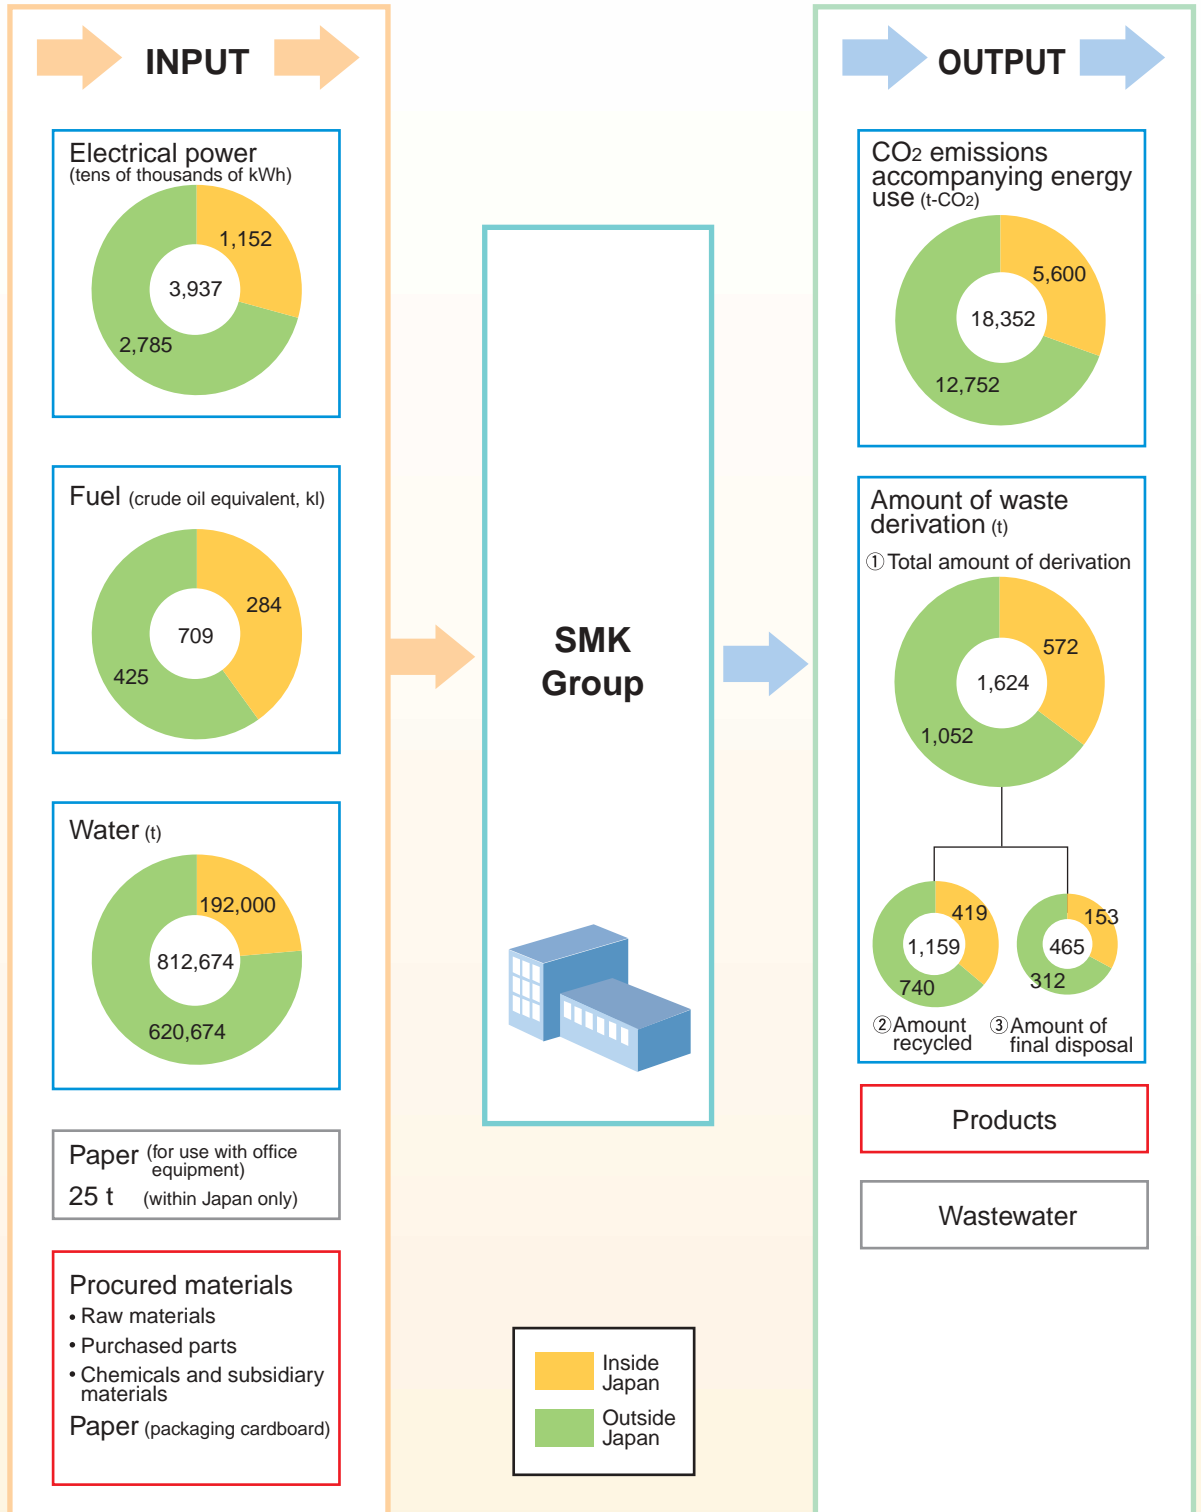 INPUT
Electrical power
(tens of thousands of kWh)
1,152
3,937
2,785
Fuel (crude oil equivalent, kl)
284
709
425
Water (t)
192,000
812,674
620,674
Paper (for use with office
equipment)
25 t (within Japan only)
Procured materials
• Raw materials
• Purchased parts
• Chemicals and subsidiary
materials
Paper (packaging cardboard)
SMK
Group
Inside
Japan
Outside
Japan
OUTPUT
CO2 emissions
accompanying energy
use (t-CO2)
5,600
18,352
12,752
Amount of waste
derivation (t)
① Total amount of derivation
572
1,624
1,052
419
1,159
740
② Amount
recycled
153
465
312
③ Amount of
final disposal
Products
Wastewater